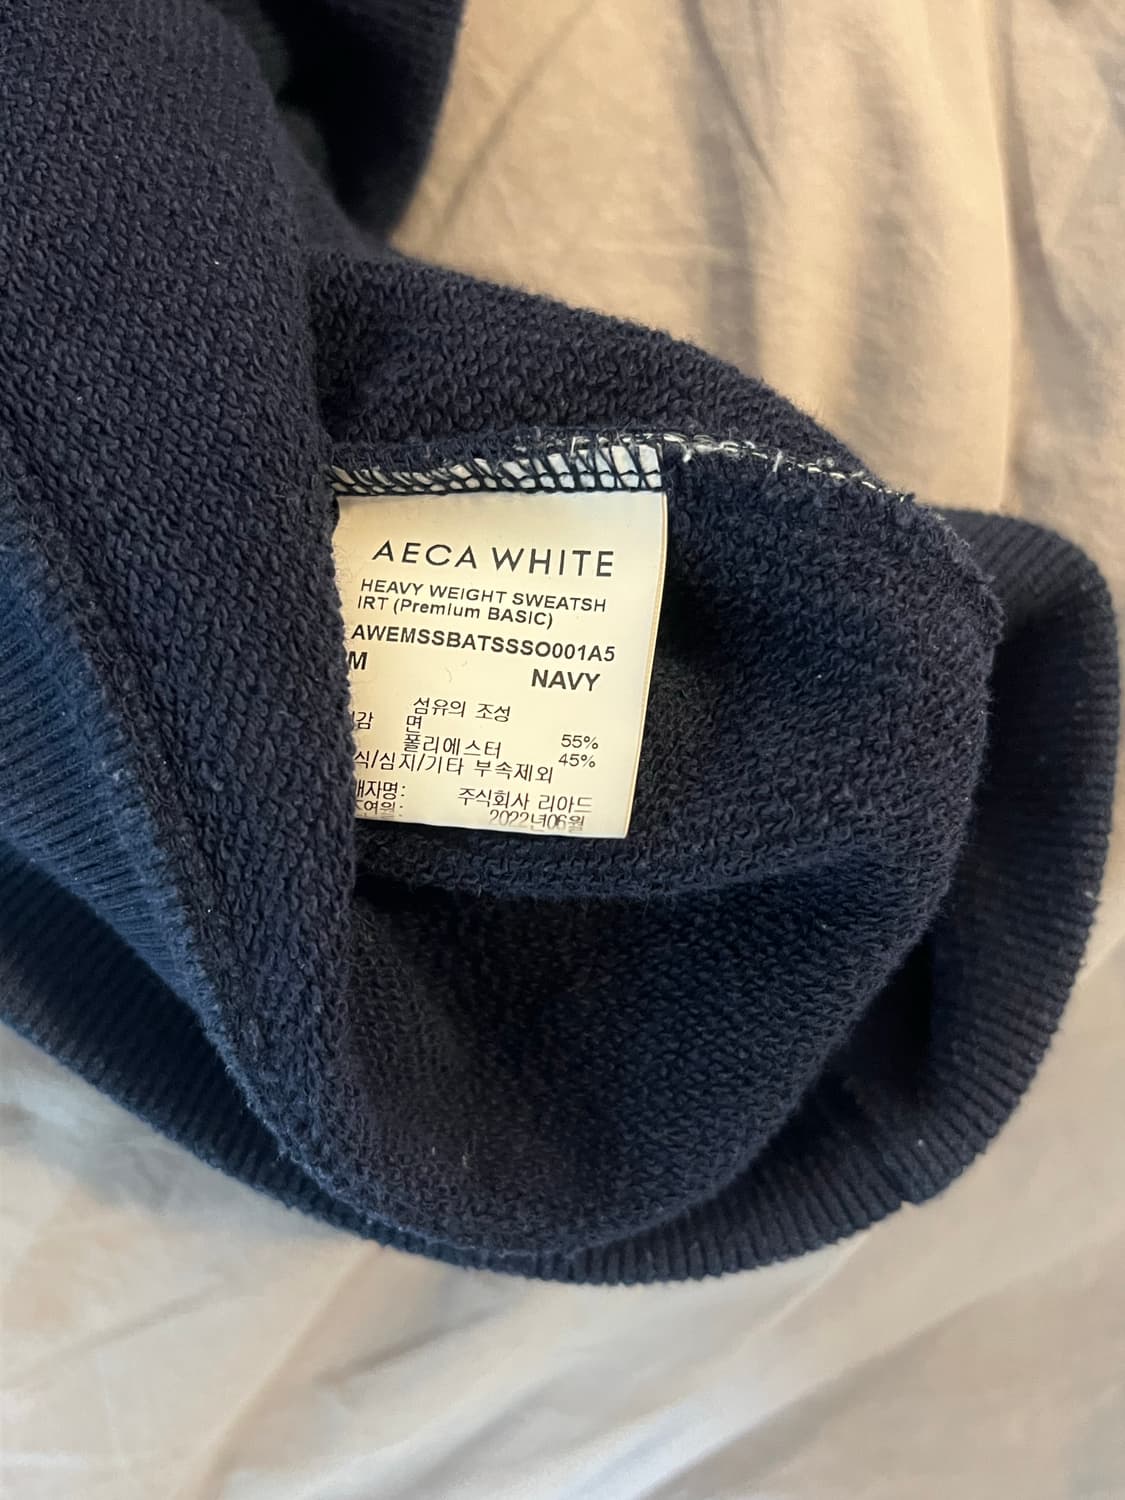 AECA WHITE
HEAVY WEIGHT SWEATSH
IRT (Premium BASIC)
AWEMSSBATSSSO001A5
M
NAVY
섬유의 조성
면 55%
폴리에스터 45%
심지/기타 부속제외
주식회사 리아드
2022년06월